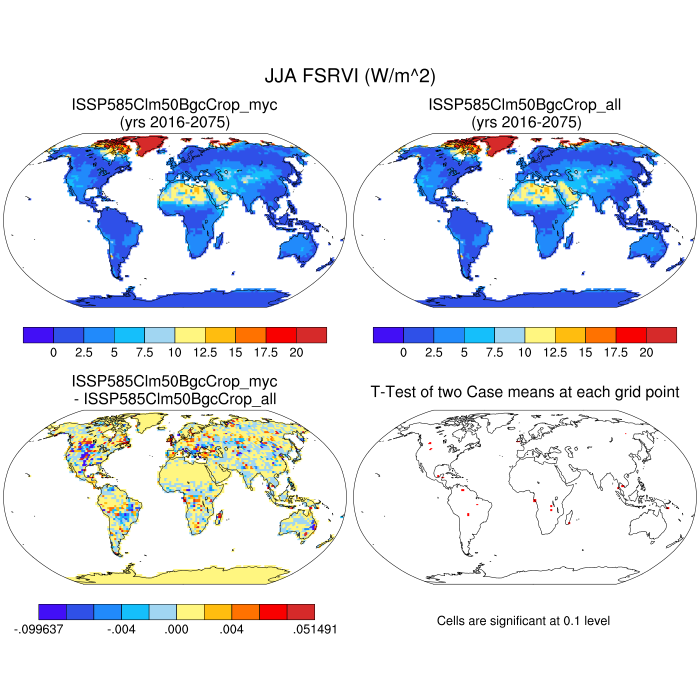 JJA FSRVI (W/m^2)
ISSP585Clm50BgcCrop_myc
(yrs 2016-2075)
ISSP585Clm50BgcCrop_all
(yrs 2016-2075)
0 2.5 5 7.5 10 12.5 15 17.5 20
0 2.5 5 7.5 10 12.5 15 17.5 20
ISSP585Clm50BgcCrop_myc
- ISSP585Clm50BgcCrop_all
T-Test of two Case means at each grid point
-.099637 -.004 .000 .004 .051491
Cells are significant at 0.1 level